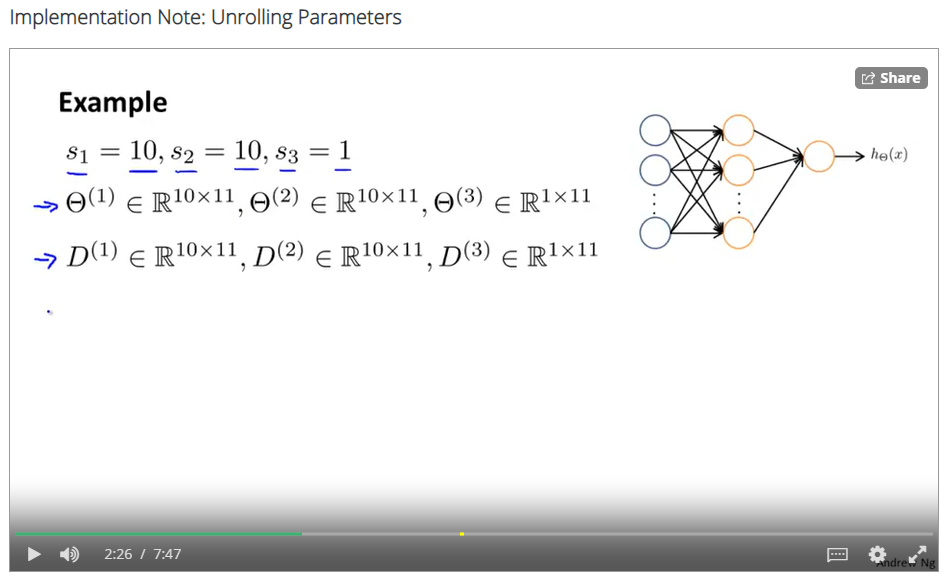 Implementation Note: Unrolling Parameters
Share
Example
s₁ = 10, s₂ = 10, s₃ = 1
Θ⁽¹⁾ ∈ ℝ¹⁰ˣ¹¹, Θ⁽²⁾ ∈ ℝ¹⁰ˣ¹¹, Θ⁽³⁾ ∈ ℝ¹ˣ¹¹
D⁽¹⁾ ∈ ℝ¹⁰ˣ¹¹, D⁽²⁾ ∈ ℝ¹⁰ˣ¹¹, D⁽³⁾ ∈ ℝ¹ˣ¹¹
hΘ(x)
2:26 / 7:47
Andrew Ng